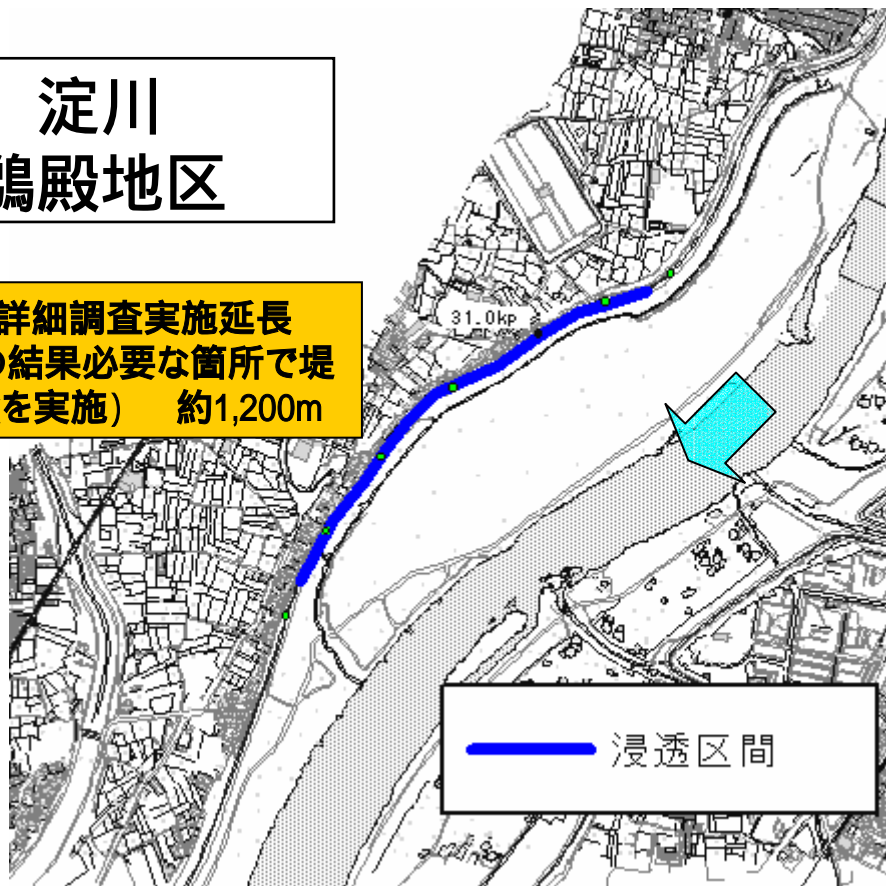 淀川
鵜殿地区
詳細調査実施延長
の結果必要な箇所で堤
を実施) 約1,200m
31.0kp
浸透区間